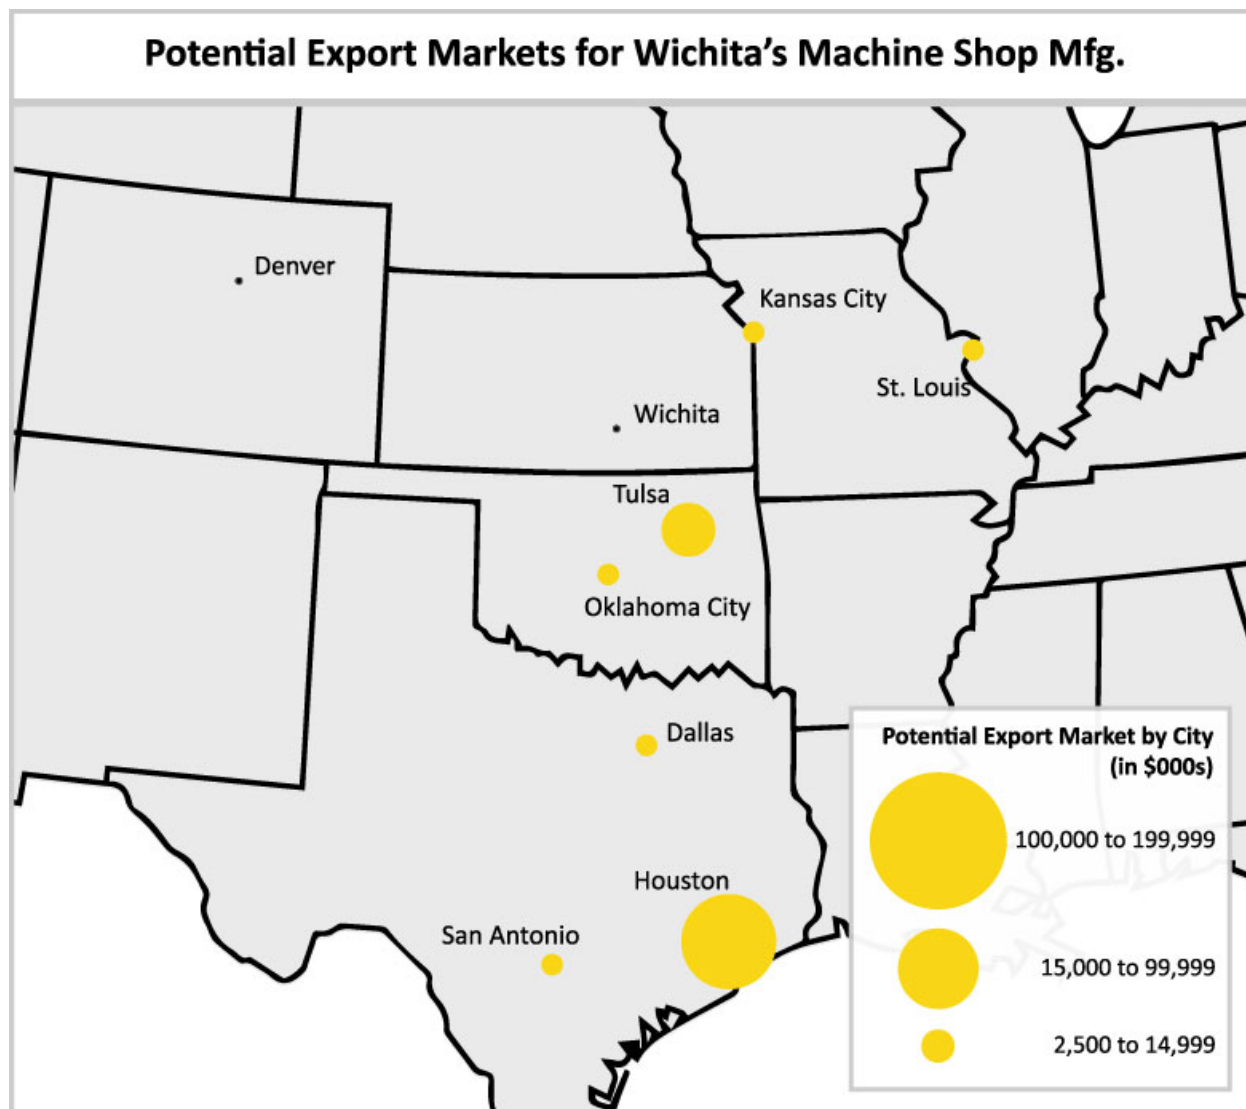 Potential Export Markets for Wichita's Machine Shop Mfg.
Denver
Kansas City
St. Louis
Wichita
Tulsa
Oklahoma City
Dallas
Houston
San Antonio
Potential Export Market by City
(in $000s)
100,000 to 199,999
15,000 to 99,999
2,500 to 14,999